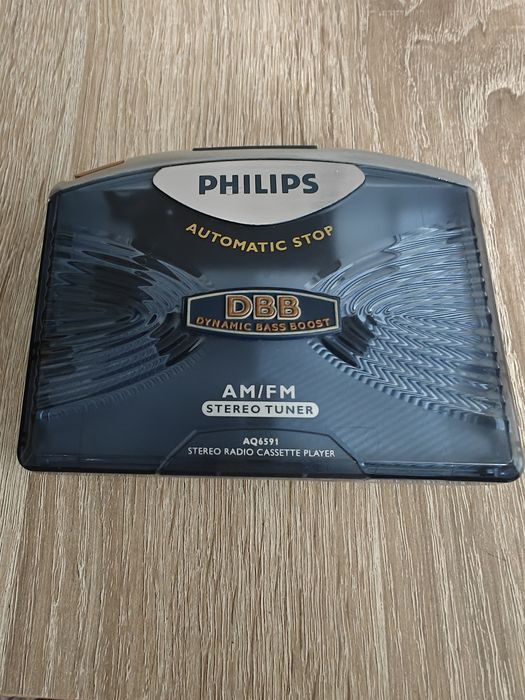 PHILIPS
AUTOMATIC STOP
DBB
DYNAMIC BASS BOOST
AM/FM
STEREO TUNER
AQ6591
STEREO RADIO CASSETTE PLAYER